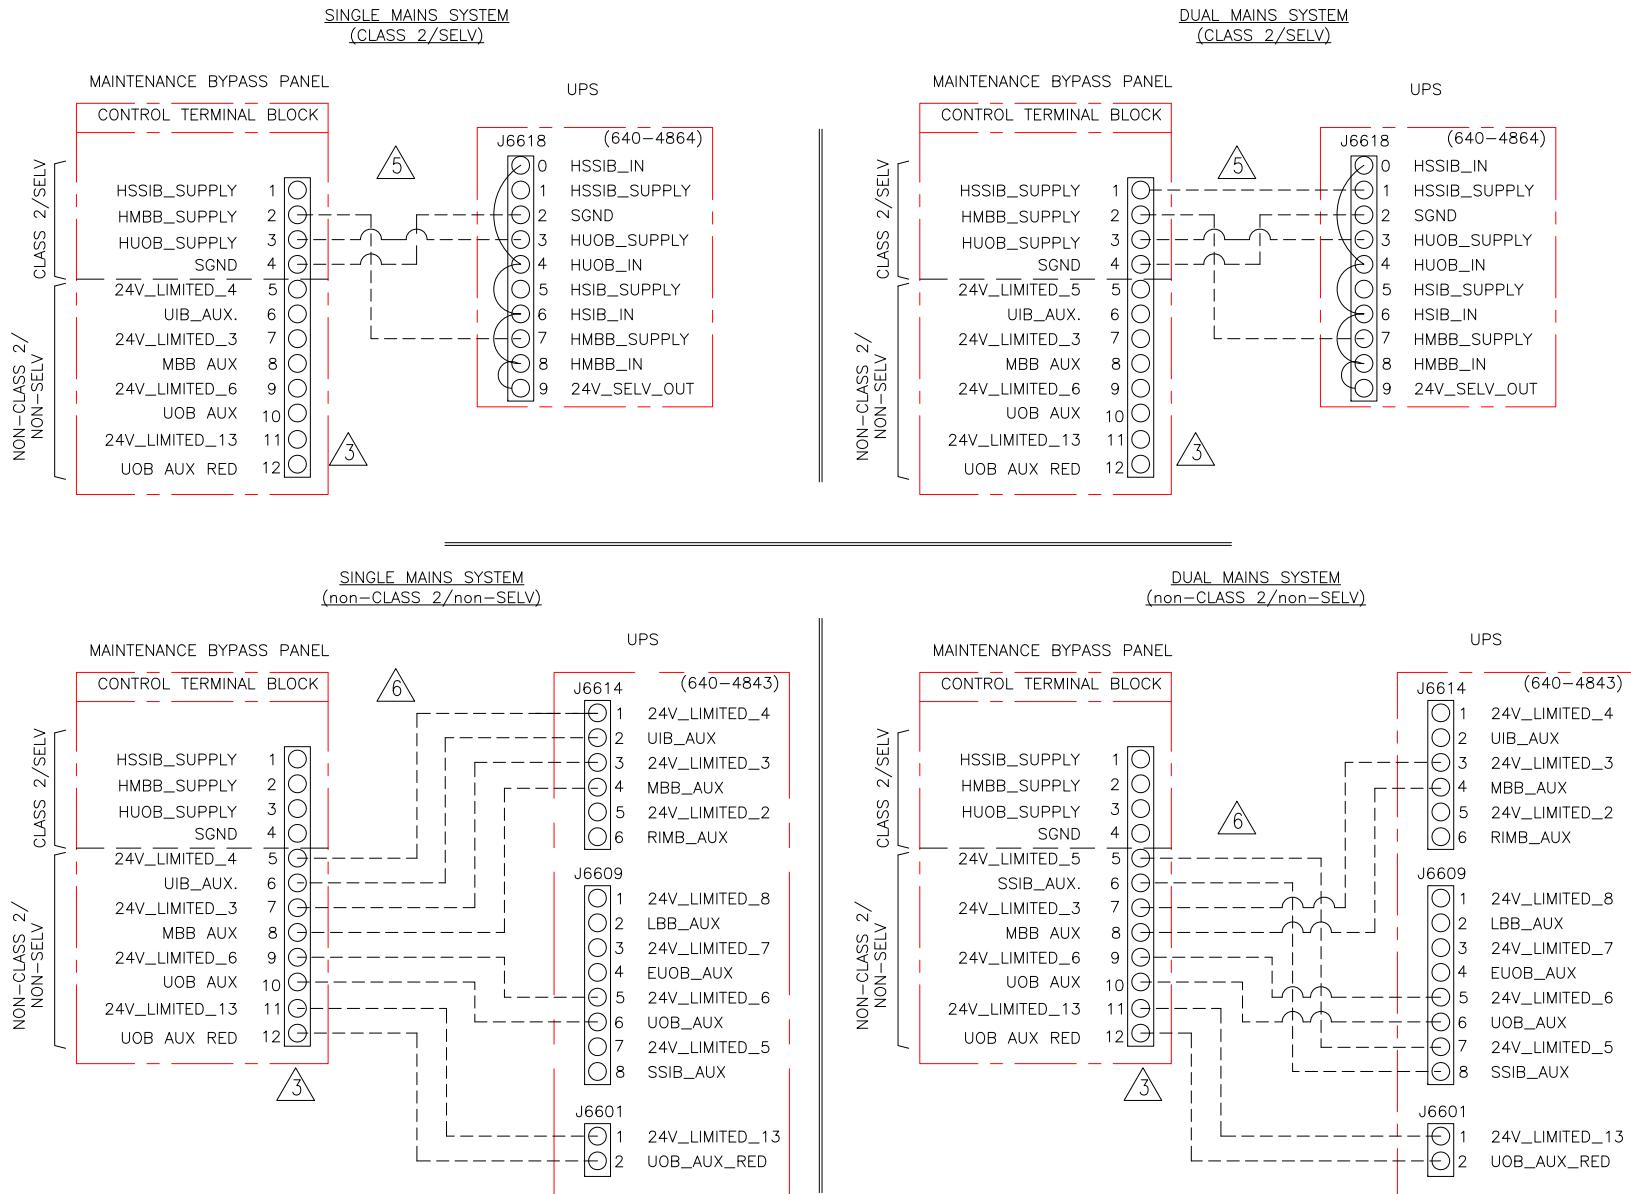 SINGLE MAINS SYSTEM
(CLASS 2/SELV)
MAINTENANCE BYPASS PANEL
UPS
CONTROL TERMINAL BLOCK
J6618
(640-4864)
5
CLASS 2/SELV
NON-CLASS 2/
NON-SELV
HSSIB_SUPPLY 1
HMBB_SUPPLY 2
HUOB_SUPPLY 3
SGND 4
24V_LIMITED_4 5
UIB_AUX. 6
24V_LIMITED_3 7
MBB AUX 8
24V_LIMITED_6 9
UOB AUX 10
24V_LIMITED_13 11
UOB AUX RED 12
3
0 HSSIB_IN
1 HSSIB_SUPPLY
2 SGND
3 HUOB_SUPPLY
4 HUOB_IN
5 HSIB_SUPPLY
6 HSIB_IN
7 HMBB_SUPPLY
8 HMBB_IN
9 24V_SELV_OUT
DUAL MAINS SYSTEM
(CLASS 2/SELV)
MAINTENANCE BYPASS PANEL
UPS
CONTROL TERMINAL BLOCK
J6618
(640-4864)
5
CLASS 2/SELV
NON-CLASS 2/
NON-SELV
HSSIB_SUPPLY 1
HMBB_SUPPLY 2
HUOB_SUPPLY 3
SGND 4
24V_LIMITED_5 5
UIB_AUX. 6
24V_LIMITED_3 7
MBB AUX 8
24V_LIMITED_6 9
UOB AUX 10
24V_LIMITED_13 11
UOB AUX RED 12
3
0 HSSIB_IN
1 HSSIB_SUPPLY
2 SGND
3 HUOB_SUPPLY
4 HUOB_IN
5 HSIB_SUPPLY
6 HSIB_IN
7 HMBB_SUPPLY
8 HMBB_IN
9 24V_SELV_OUT
SINGLE MAINS SYSTEM
(non-CLASS 2/non-SELV)
MAINTENANCE BYPASS PANEL
UPS
CONTROL TERMINAL BLOCK
6
CLASS 2/SELV
NON-CLASS 2/
NON-SELV
HSSIB_SUPPLY 1
HMBB_SUPPLY 2
HUOB_SUPPLY 3
SGND 4
24V_LIMITED_4 5
UIB_AUX. 6
24V_LIMITED_3 7
MBB AUX 8
24V_LIMITED_6 9
UOB AUX 10
24V_LIMITED_13 11
UOB AUX RED 12
3
J6614
(640-4843)
1 24V_LIMITED_4
2 UIB_AUX
3 24V_LIMITED_3
4 MBB_AUX
5 24V_LIMITED_2
6 RIMB_AUX
J6609
1 24V_LIMITED_8
2 LBB_AUX
3 24V_LIMITED_7
4 EUOB_AUX
5 24V_LIMITED_6
6 UOB_AUX
7 24V_LIMITED_5
8 SSIB_AUX
J6601
1 24V_LIMITED_13
2 UOB_AUX_RED
DUAL MAINS SYSTEM
(non-CLASS 2/non-SELV)
MAINTENANCE BYPASS PANEL
UPS
CONTROL TERMINAL BLOCK
6
CLASS 2/SELV
NON-CLASS 2/
NON-SELV
HSSIB_SUPPLY 1
HMBB_SUPPLY 2
HUOB_SUPPLY 3
SGND 4
24V_LIMITED_5 5
SSIB_AUX. 6
24V_LIMITED_3 7
MBB AUX 8
24V_LIMITED_6 9
UOB AUX 10
24V_LIMITED_13 11
UOB AUX RED 12
3
J6614
(640-4843)
1 24V_LIMITED_4
2 UIB_AUX
3 24V_LIMITED_3
4 MBB_AUX
5 24V_LIMITED_2
6 RIMB_AUX
J6609
1 24V_LIMITED_8
2 LBB_AUX
3 24V_LIMITED_7
4 EUOB_AUX
5 24V_LIMITED_6
6 UOB_AUX
7 24V_LIMITED_5
8 SSIB_AUX
J6601
1 24V_LIMITED_13
2 UOB_AUX_RED